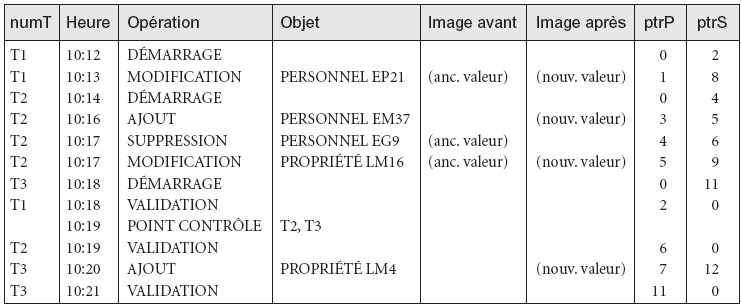 numT Heure Opération Objet Image avant Image après ptrP ptrS
T1 10:12 DÉMARRAGE 0 2
T1 10:13 MODIFICATION PERSONNEL EP21 (anc. valeur) (nouv. valeur) 1 8
T2 10:14 DÉMARRAGE 0 4
T2 10:16 AJOUT PERSONNEL EM37 (nouv. valeur) 3 5
T2 10:17 SUPPRESSION PERSONNEL EG9 (anc. valeur) 4 6
T2 10:17 MODIFICATION PROPRIÉTÉ LM16 (anc. valeur) (nouv. valeur) 5 9
T3 10:18 DÉMARRAGE 0 11
T1 10:18 VALIDATION 2 0
10:19 POINT CONTRÔLE T2, T3
T2 10:19 VALIDATION 6 0
T3 10:20 AJOUT PROPRIÉTÉ LM4 (nouv. valeur) 7 12
T3 10:21 VALIDATION 11 0